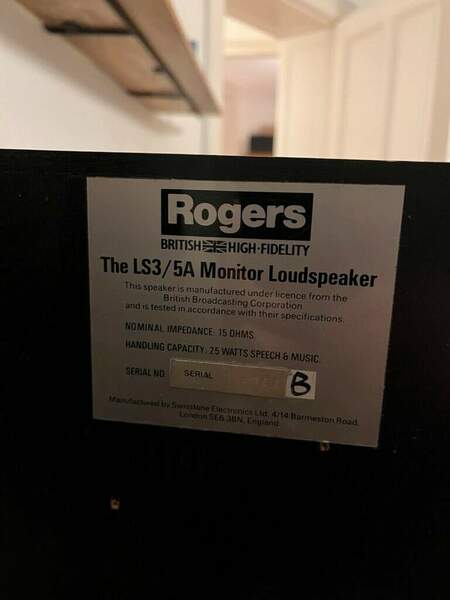 Rogers
BRITISH HIGH·FIDELITY
The LS3/5A Monitor Loudspeaker
This speaker is manufactured under licence from the
British Broadcasting Corporation
and is tested in accordance with their specifications.
NOMINAL IMPEDANCE: 15 OHMS.
HANDLING CAPACITY: 25 WATTS SPEECH & MUSIC.
SERIAL NO SERIAL B
Manufactured by Swisstone Electronics Ltd, 4/14 Barmeston Road,
London SE6 3BN, England.